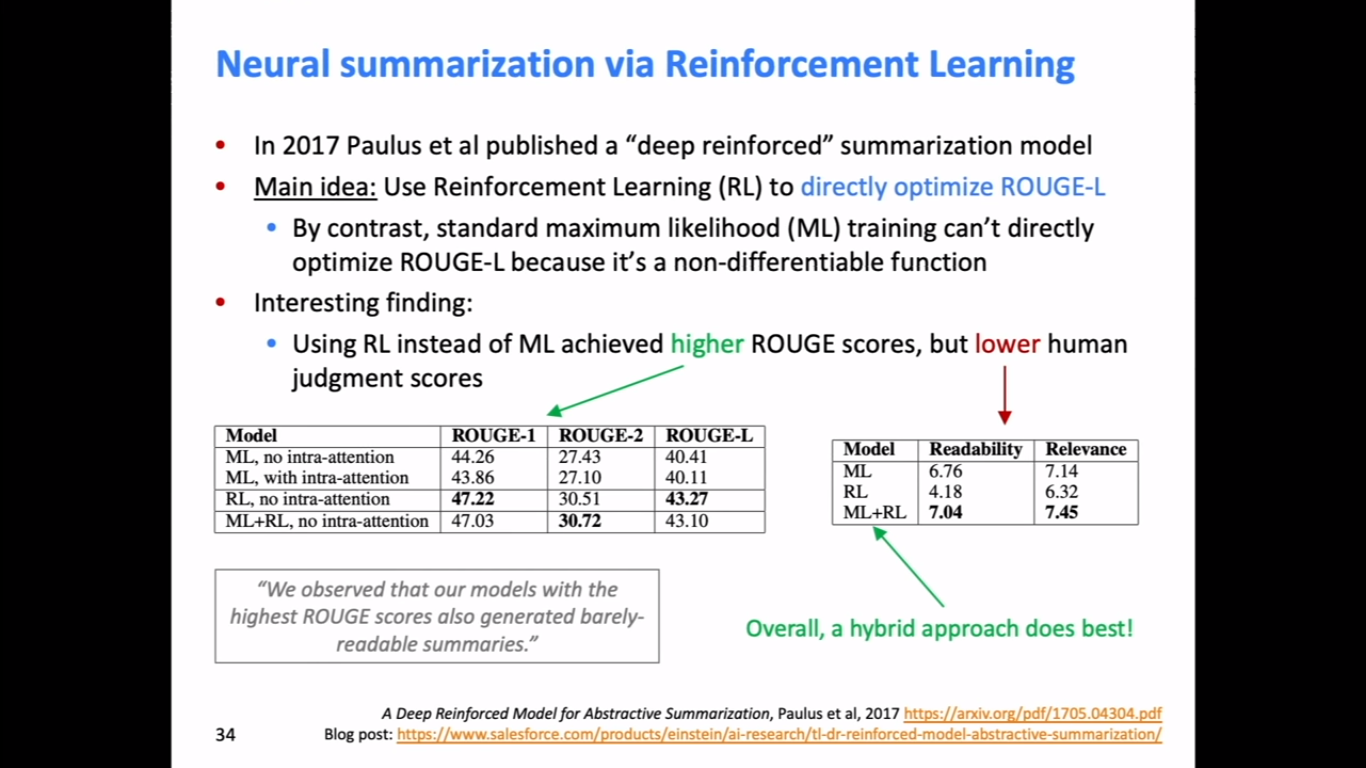 Neural summarization via Reinforcement Learning
• In 2017 Paulus et al published a “deep reinforced” summarization model
• Main idea: Use Reinforcement Learning (RL) to directly optimize ROUGE-L
• By contrast, standard maximum likelihood (ML) training can’t directly
optimize ROUGE-L because it’s a non-differentiable function
• Interesting finding:
• Using RL instead of ML achieved higher ROUGE scores, but lower human
judgment scores
Model ROUGE-1 ROUGE-2 ROUGE-L
ML, no intra-attention 44.26 27.43 40.41
ML, with intra-attention 43.86 27.10 40.11
RL, no intra-attention 47.22 30.51 43.27
ML+RL, no intra-attention 47.03 30.72 43.10
Model Readability Relevance
ML 6.76 7.14
RL 4.18 6.32
ML+RL 7.04 7.45
“We observed that our models with the
highest ROUGE scores also generated barely-
readable summaries.”
Overall, a hybrid approach does best!
A Deep Reinforced Model for Abstractive Summarization, Paulus et al, 2017 https://arxiv.org/pdf/1705.04304.pdf
34 Blog post: https://www.salesforce.com/products/einstein/ai-research/tl-dr-reinforced-model-abstractive-summarization/